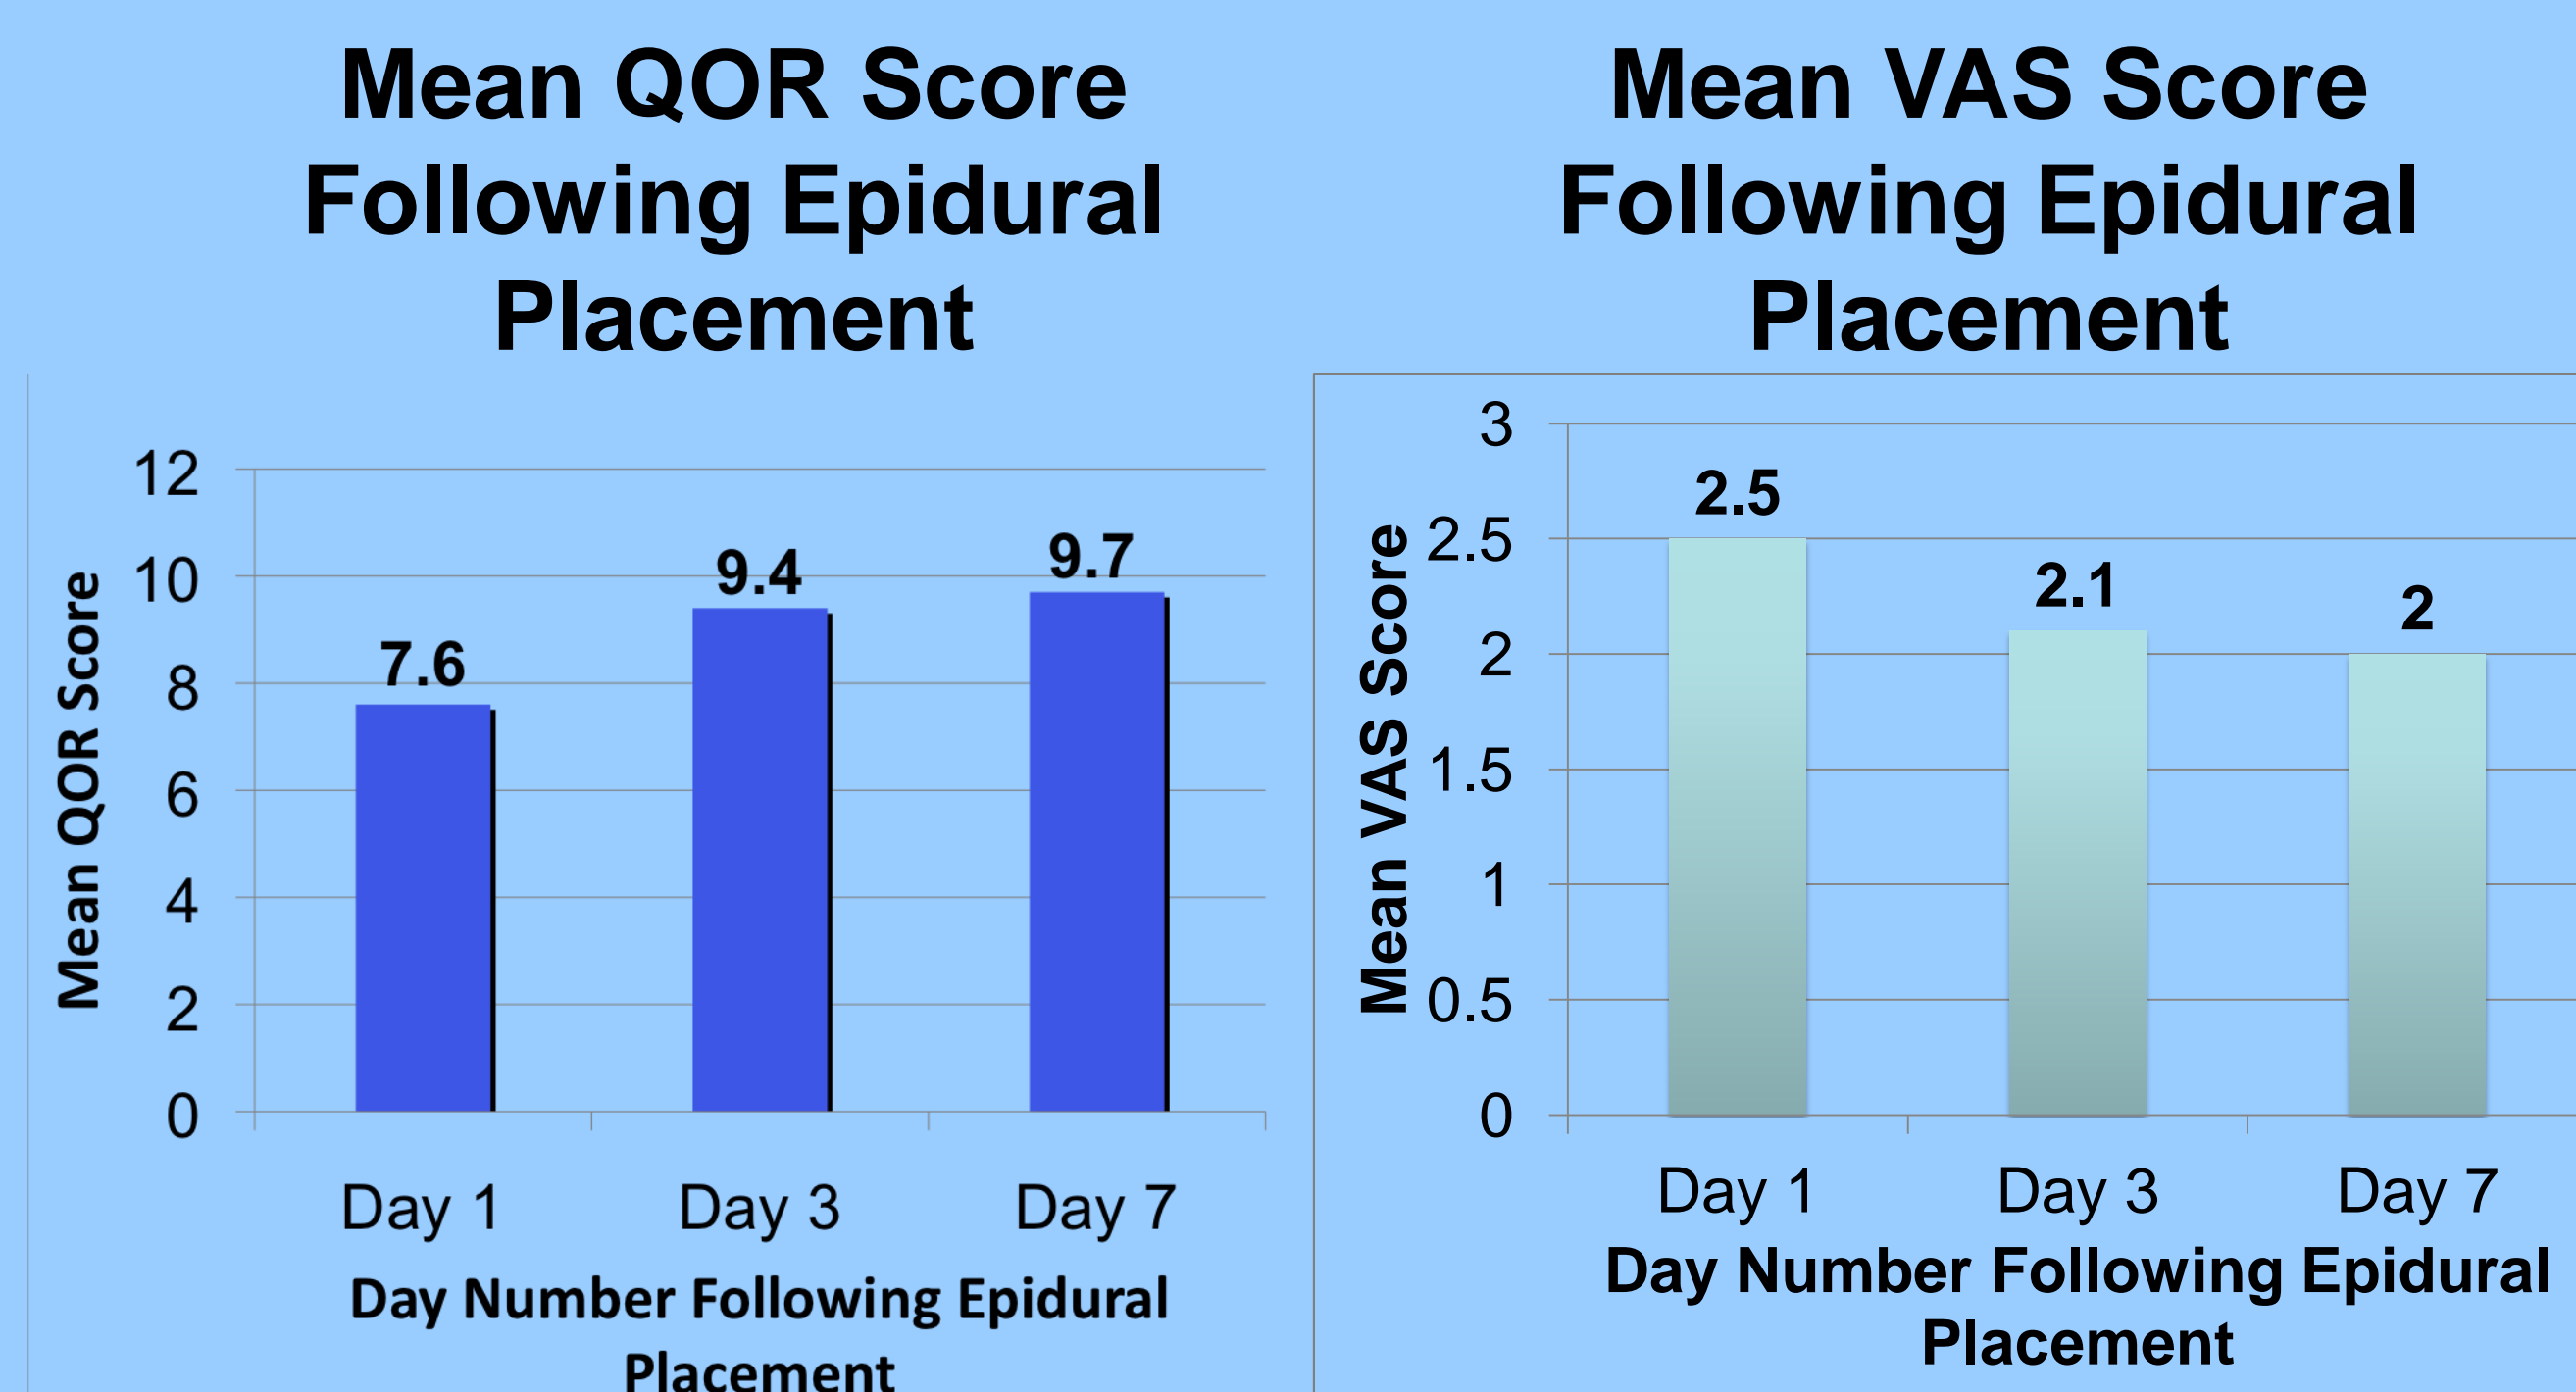 Mean QOR Score
Following Epidural
Placement
Mean QOR Score
12
10
8
6
4
2
0
7.6
9.4
9.7
Day 1
Day 3
Day 7
Day Number Following Epidural
Placement
Mean VAS Score
Following Epidural
Placement
Mean VAS Score
3
2.5
2
1.5
1
0.5
0
2.5
2.1
2
Day 1
Day 3
Day 7
Day Number Following Epidural
Placement